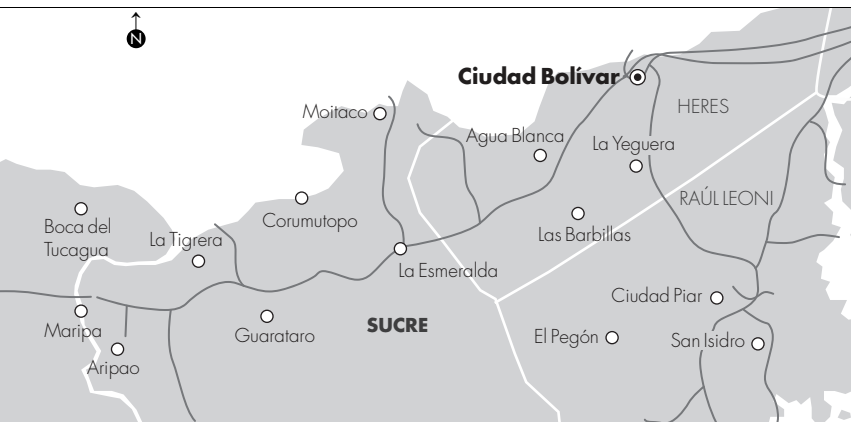 N
Ciudad Bolívar
Moitaco
HERES
Agua Blanca
La Yeguera
RAÚL LEONI
Boca del
Tucagua
Corumutopo
La Tigrera
Las Barbillas
La Esmeralda
Ciudad Piar
Maripa
Guarataro
SUCRE
El Pegón
San Isidro
Aripao